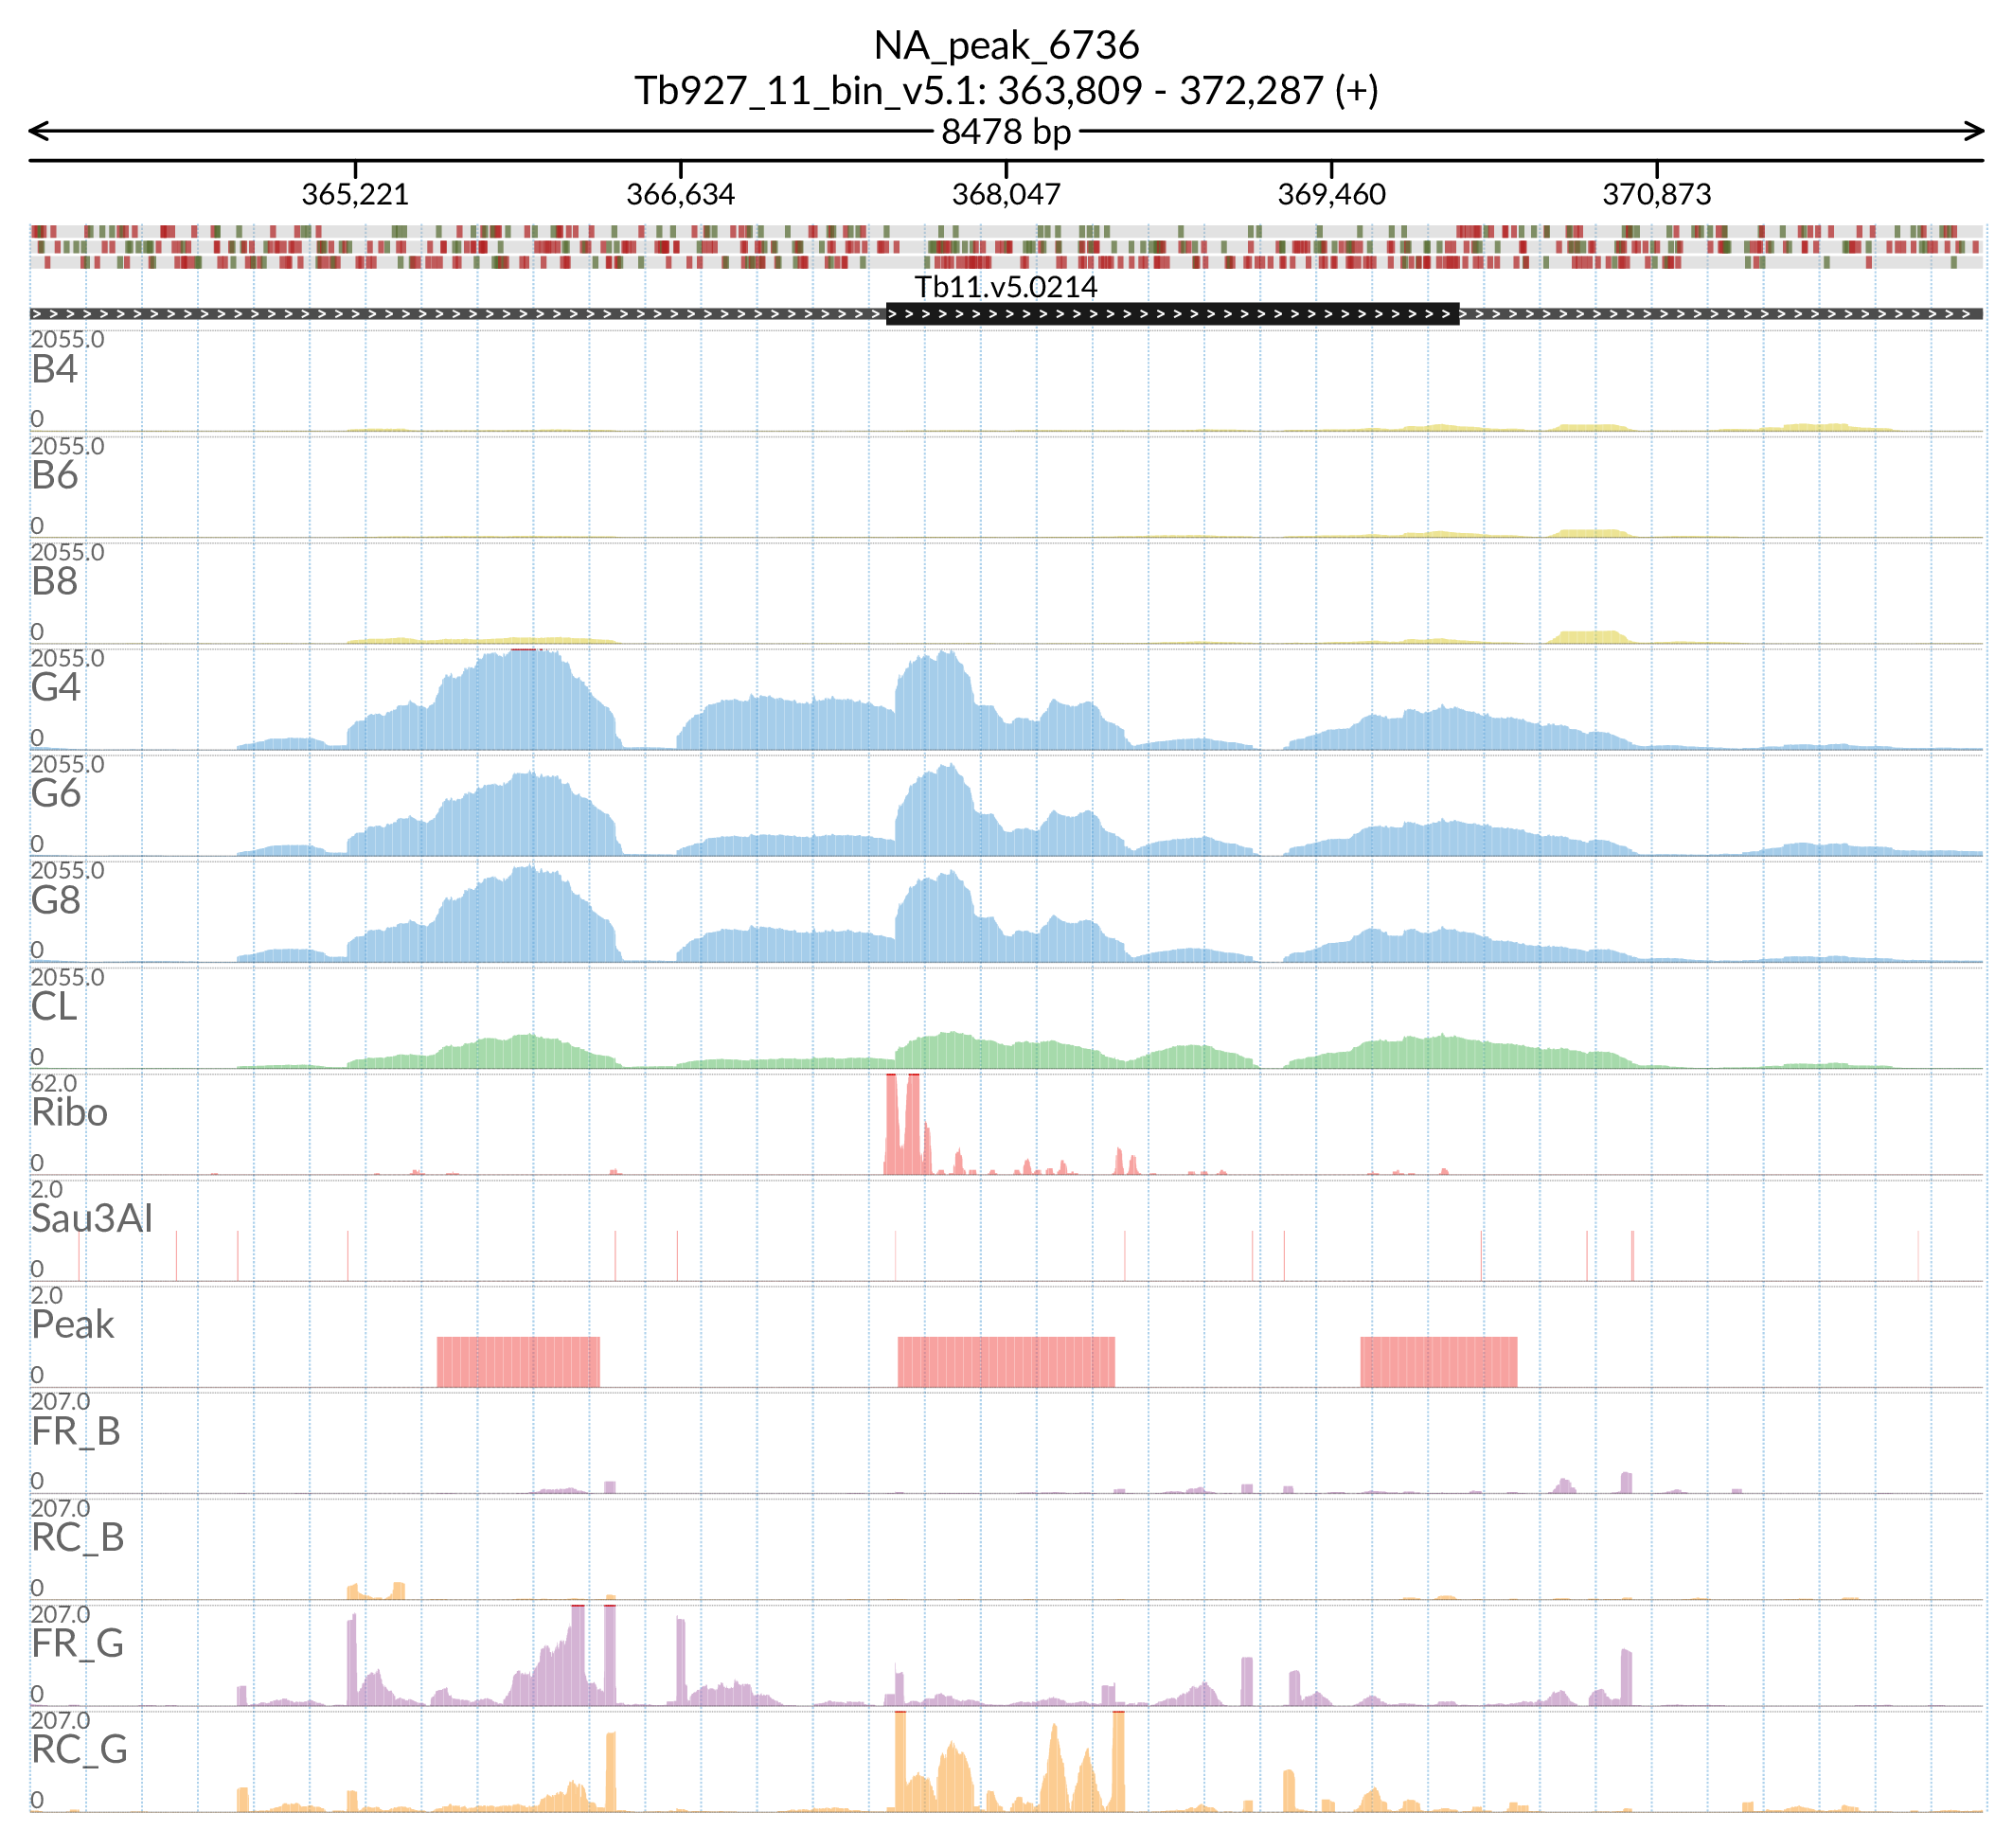 NA_peak_6736
Tb927_11_bin_v5.1: 363,809 - 372,287 (+)
8478 bp
365,221 366,634 368,047 369,460 370,873
Tb11.v5.0214
2055.0
B4
0
2055.0
B6
0
2055.0
B8
0
2055.0
G4
0
2055.0
G6
0
2055.0
G8
0
2055.0
CL
0
62.0
Ribo
0
2.0
Sau3AI
0
2.0
Peak
0
207.0
FR_B
0
207.0
RC_B
0
207.0
FR_G
0
207.0
RC_G
0